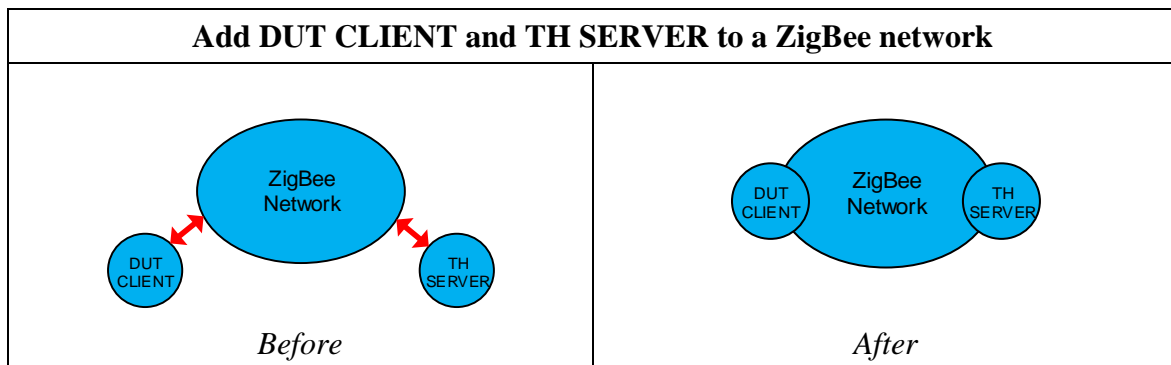 Add DUT CLIENT and TH SERVER to a ZigBee network
ZigBee
Network
DUT
CLIENT
TH
SERVER
Before
DUT
CLIENT
ZigBee
Network
TH
SERVER
After